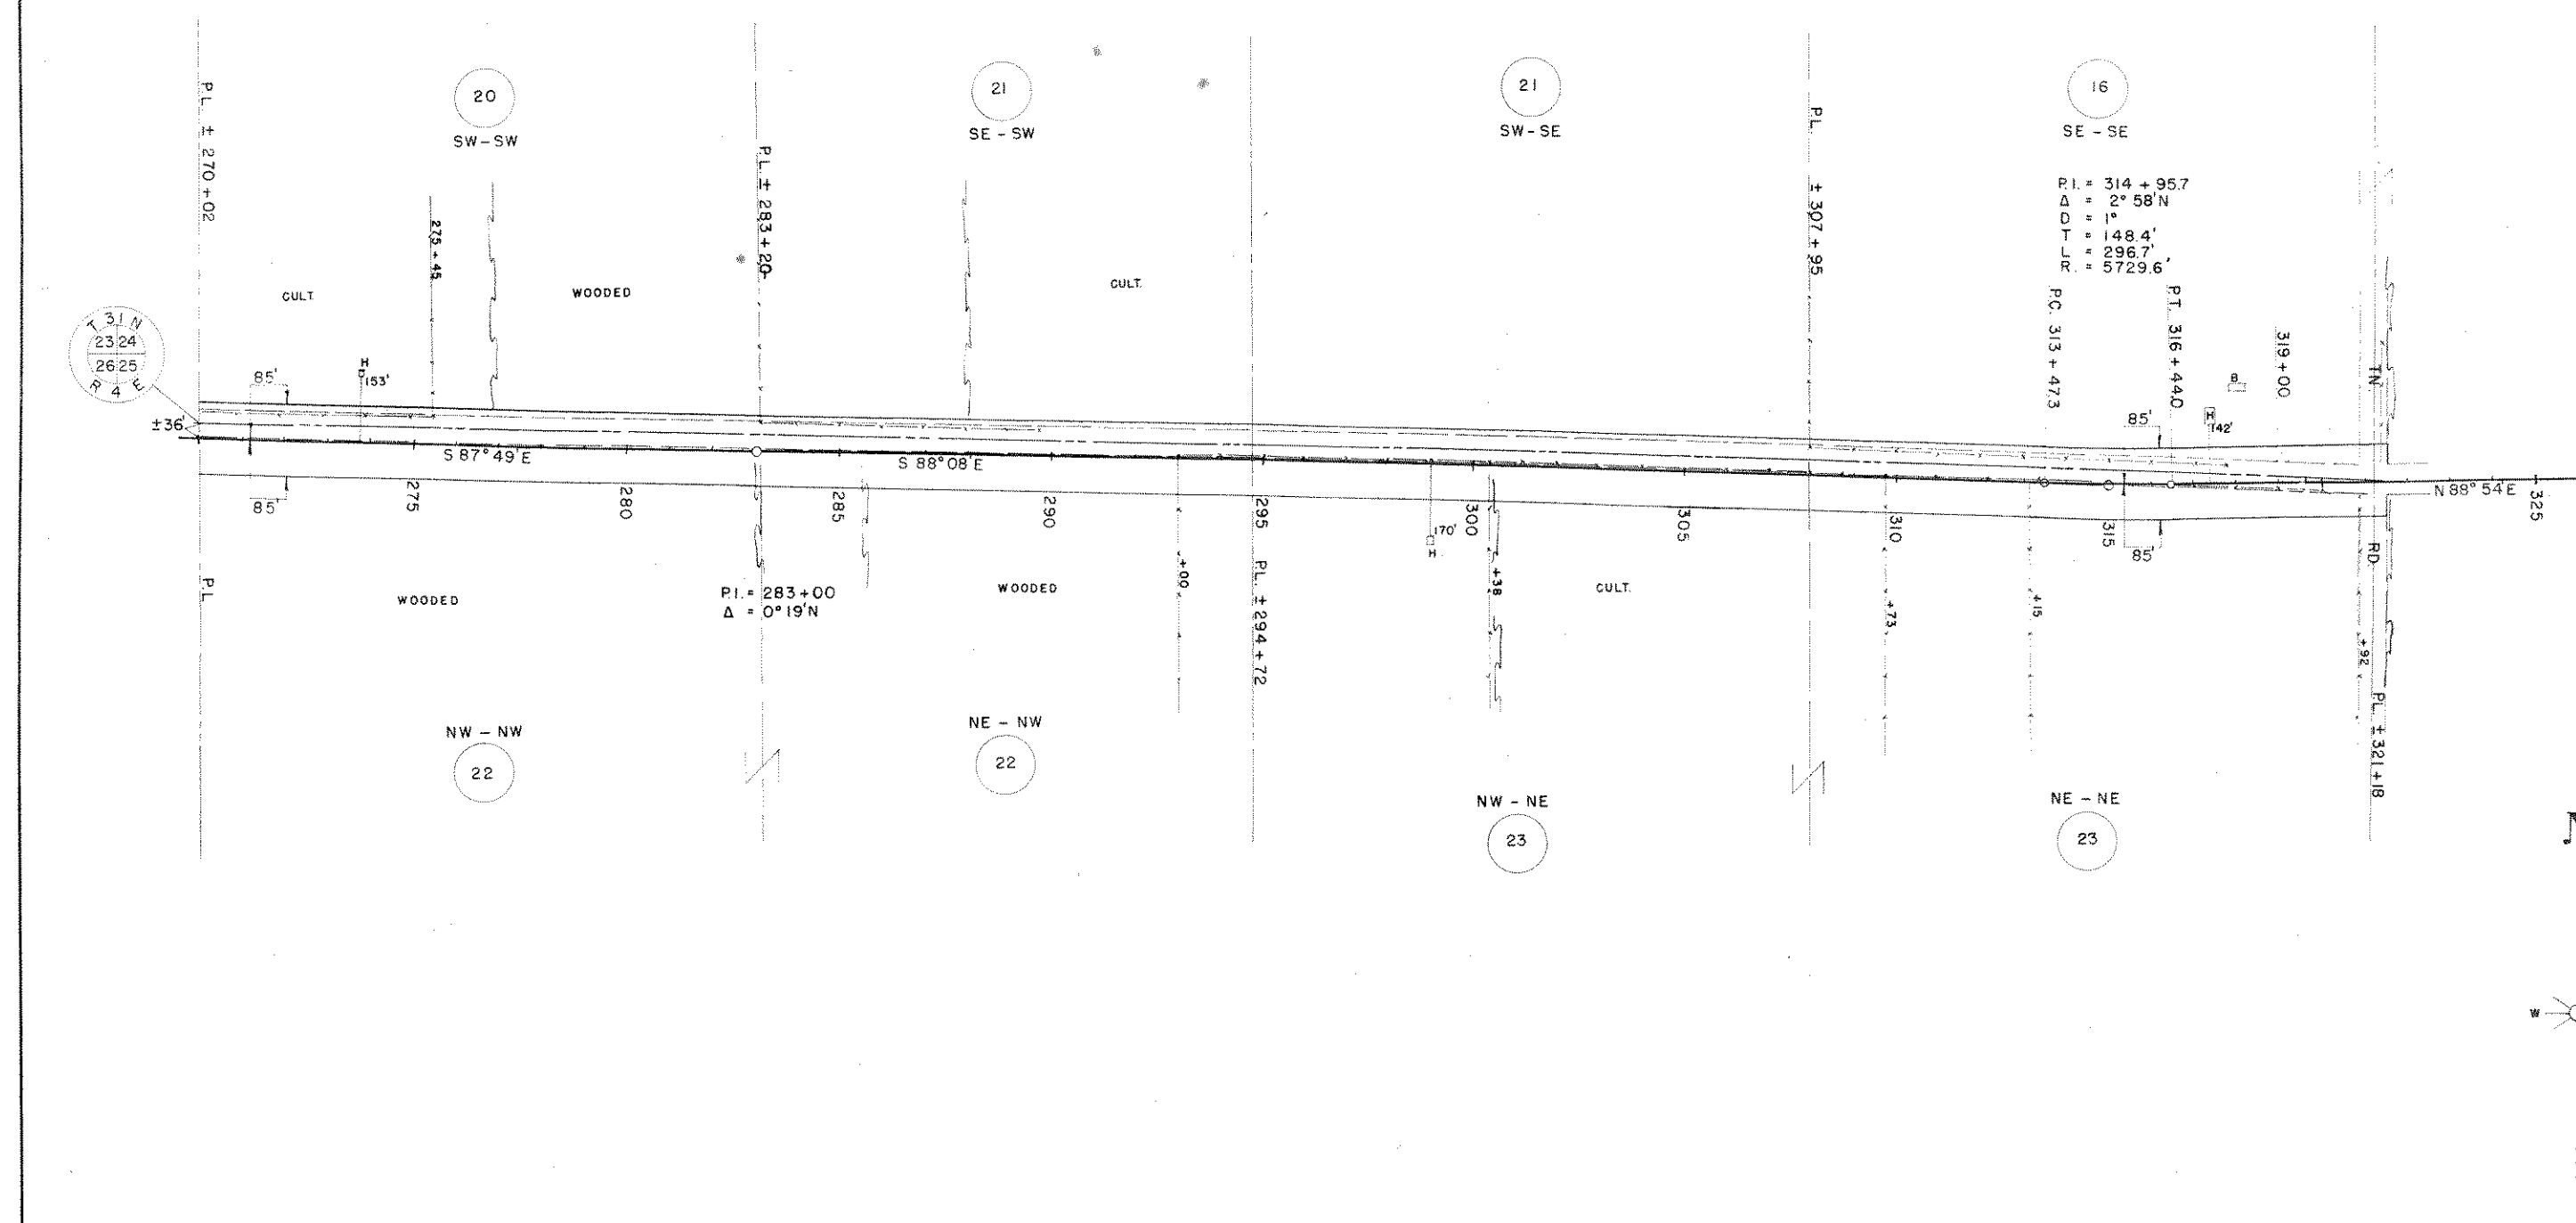 20
SW-SW
21
SE - SW
21
SW-SE
16
SE - SE
P.L. ± 270+02
275+45
P.L. ± 283+20
P.L. ± 307+95
P.I. = 314 + 95.7
Δ = 2° 58'N
D = 1°
T = 148.4'
L = 296.7'
R. = 5729.6'
CULT.
WOODED
CULT.
P.C. 313+47.3
P.T. 316+44.0
319+00
T 31 N
23 24
26 25
R 4 E
85'
H
153'
B
H
142'
85'
TN.
±36'
S 87°49'E
S 88°08'E
N 88°54'E
85'
275
280
285
290
295
300
305
310
315
325
170'
H.
85'
RD.
P.L.
WOODED
P.I. = 283+00
Δ = 0°19'N
WOODED
+00
P.L. ± 294+72
+38
CULT.
+73
+15
+92
P.L. ±321+18
NW - NW
22
NE - NW
22
NW - NE
23
NE - NE
23
W